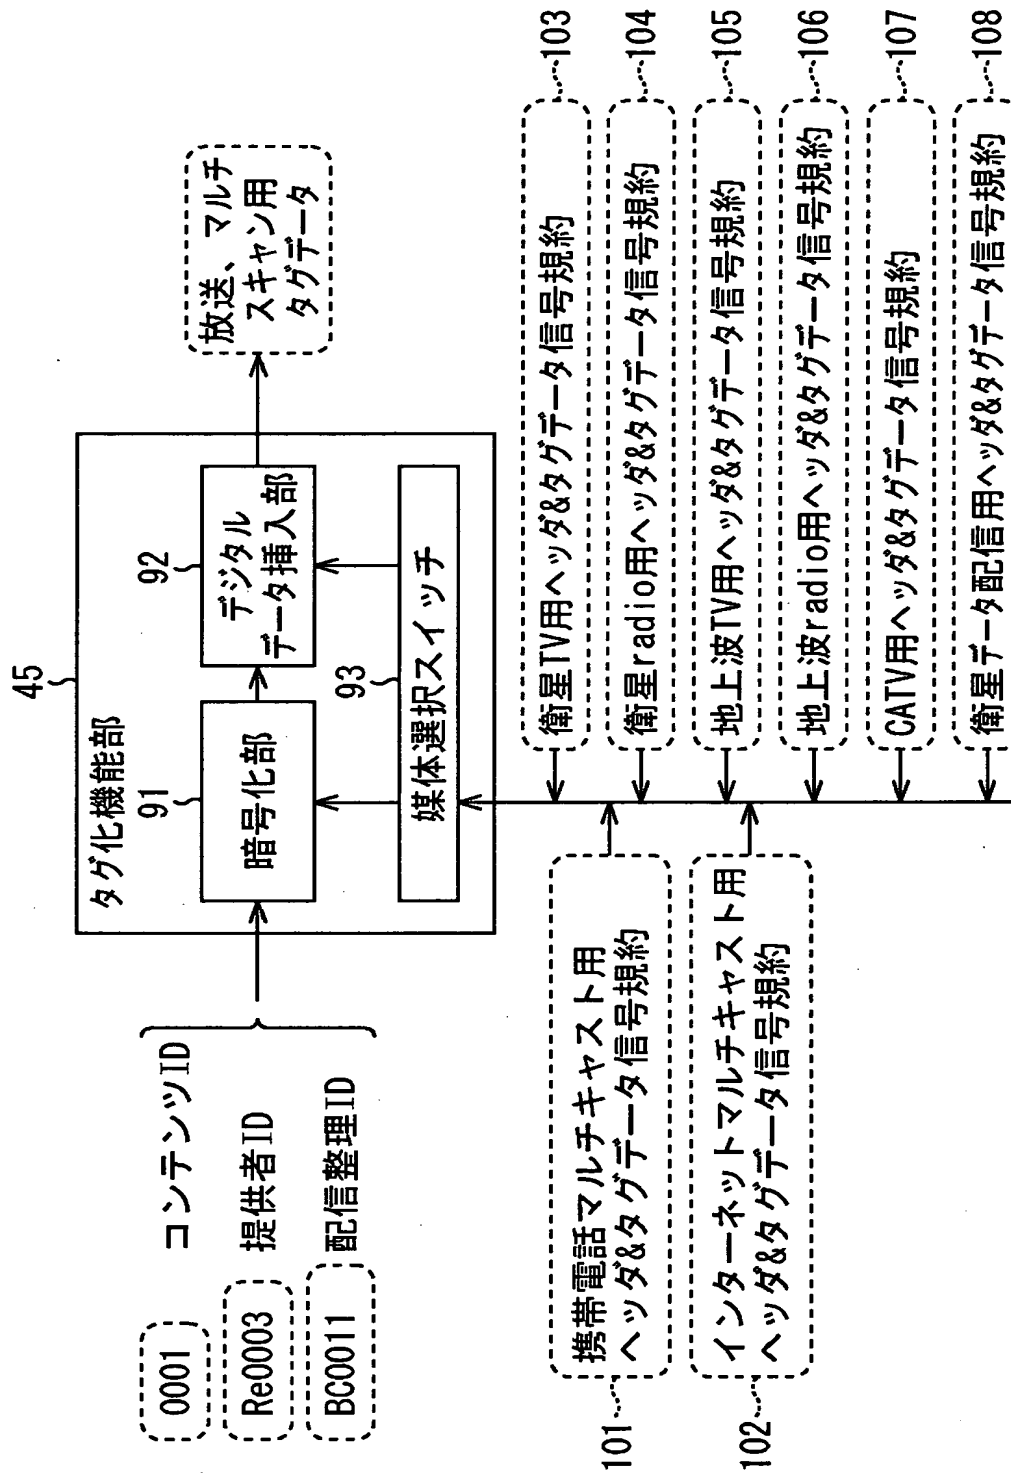 0001
コンテンツID
Re0003
提供者ID
BC0011
配信整理ID
45
タグ化機能部
91
暗号化部
92
デジタル
データ挿入部
93
媒体選択スイッチ
放送、マルチ
スキャン用
タグデータ
101
携帯電話マルチキャスト用
ヘッダ&タグデータ信号規約
102
インターネットマルチキャスト用
ヘッダ&タグデータ信号規約
衛星TV用ヘッダ&タグデータ信号規約
103
衛星radio用ヘッダ&タグデータ信号規約
104
地上波TV用ヘッダ&タグデータ信号規約
105
地上波radio用ヘッダ&タグデータ信号規約
106
CATV用ヘッダ&タグデータ信号規約
107
衛星データ配信用ヘッダ&タグデータ信号規約
108